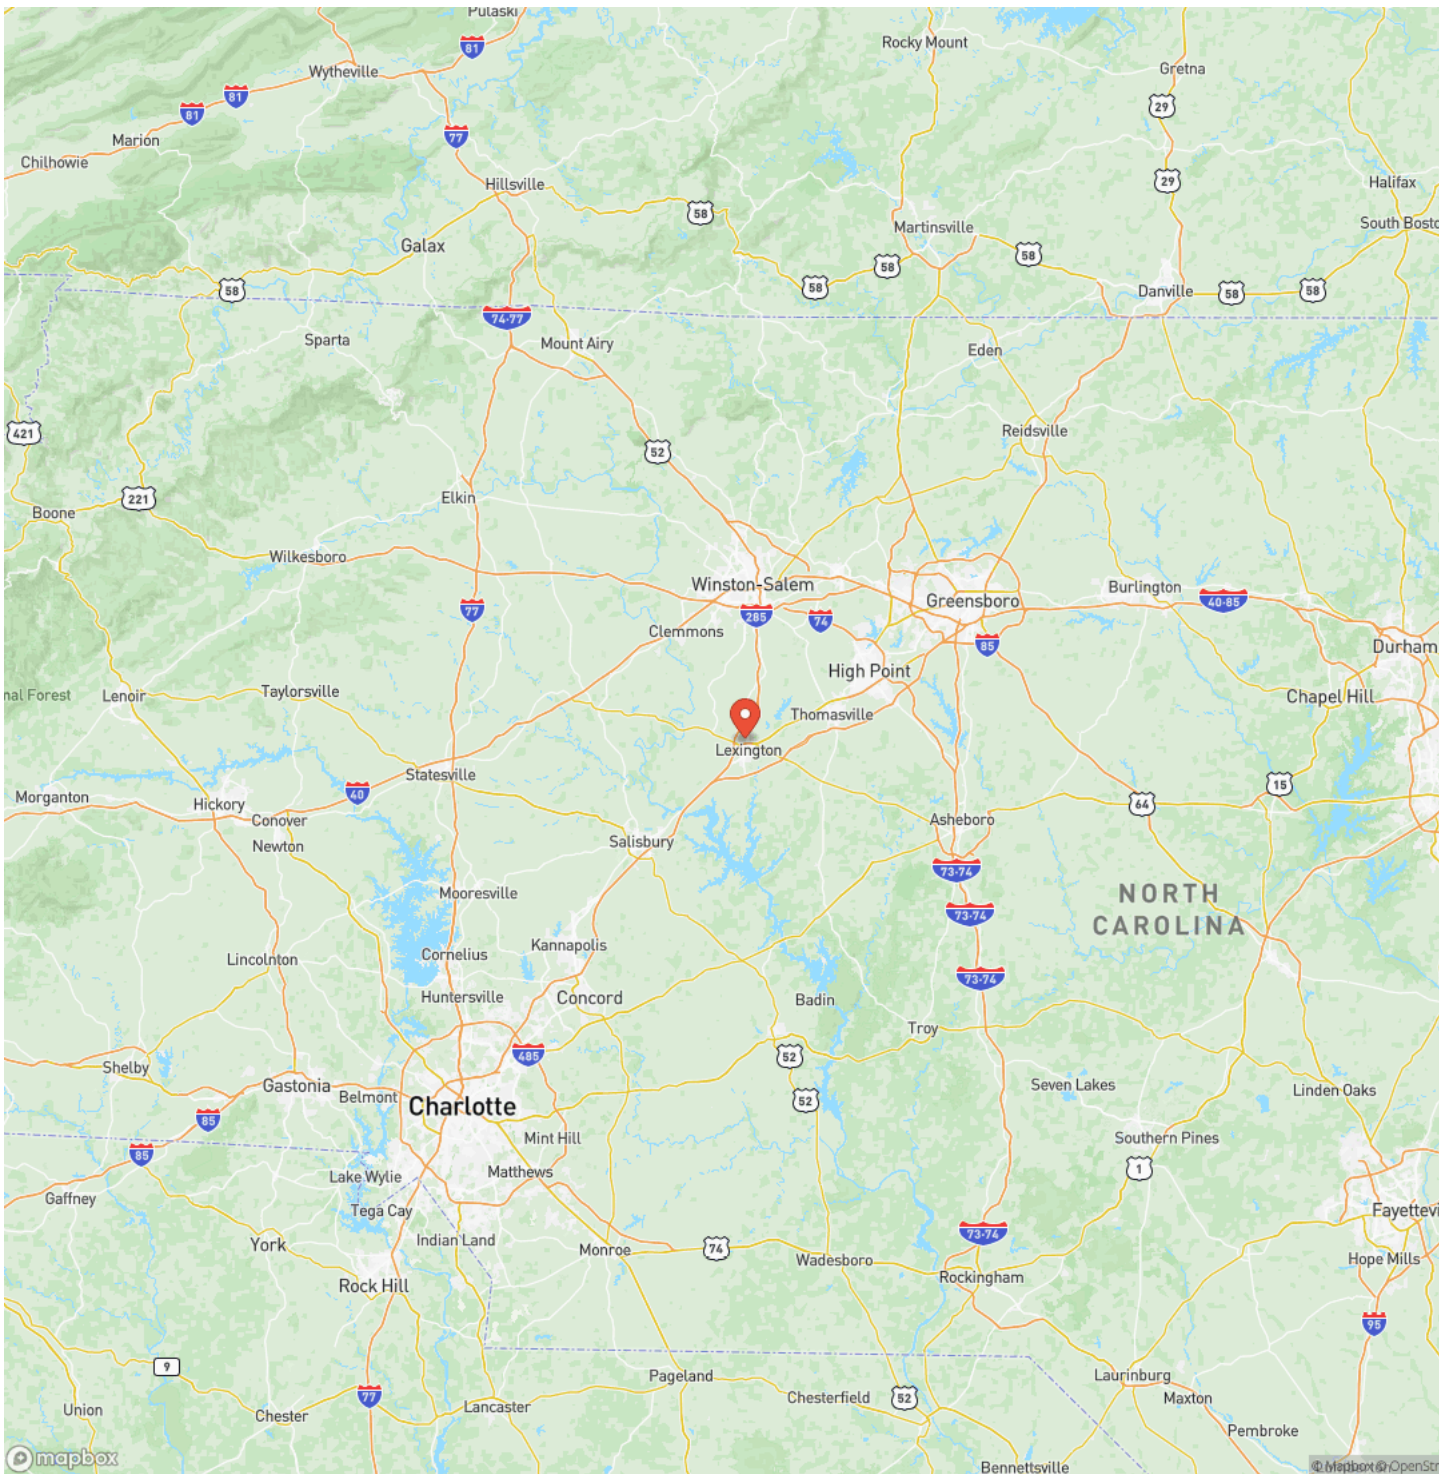 Pulaski
81
Rocky Mount
Wytheville
Gretna
81
81
29
77
Marion
Chilhowie
29
Halifax
Hillsville
58
South Bosto
Martinsville
Galax
58
58
58
Danville
58
58
58
74-77
Sparta
Mount Airy
Eden
421
Reidsville
52
221
Elkin
Boone
Wilkesboro
Winston-Salem
Burlington
Greensboro
40-85
77
285
74
Clemmons
85
Durham
High Point
nal Forest
Lenoir
Taylorsville
Chapel Hill
Thomasville
Lexington
Statesville
15
Morganton
40
Hickory
64
Conover
Asheboro
Newton
Salisbury
73-74
Mooresville
NORTH
CAROLINA
73-74
Kannapolis
Cornelius
Lincolnton
73-74
Huntersville
Concord
Badin
Troy
485
52
Shelby
Gastonia
Seven Lakes
Linden Oaks
Belmont
52
Charlotte
85
Mint Hill
Southern Pines
85
1
Matthews
Lake Wylie
Gaffney
Tega Cay
Fayettevi
73-74
Indian Land
York
74
Monroe
Wadesboro
Hope Mills
Rockingham
Rock Hill
95
9
Pageland
Laurinburg
77
Chesterfield
52
Maxton
Lancaster
Union
Chester
Pembroke
mapbox
Bennettsville
© Mapbox © OpenStr